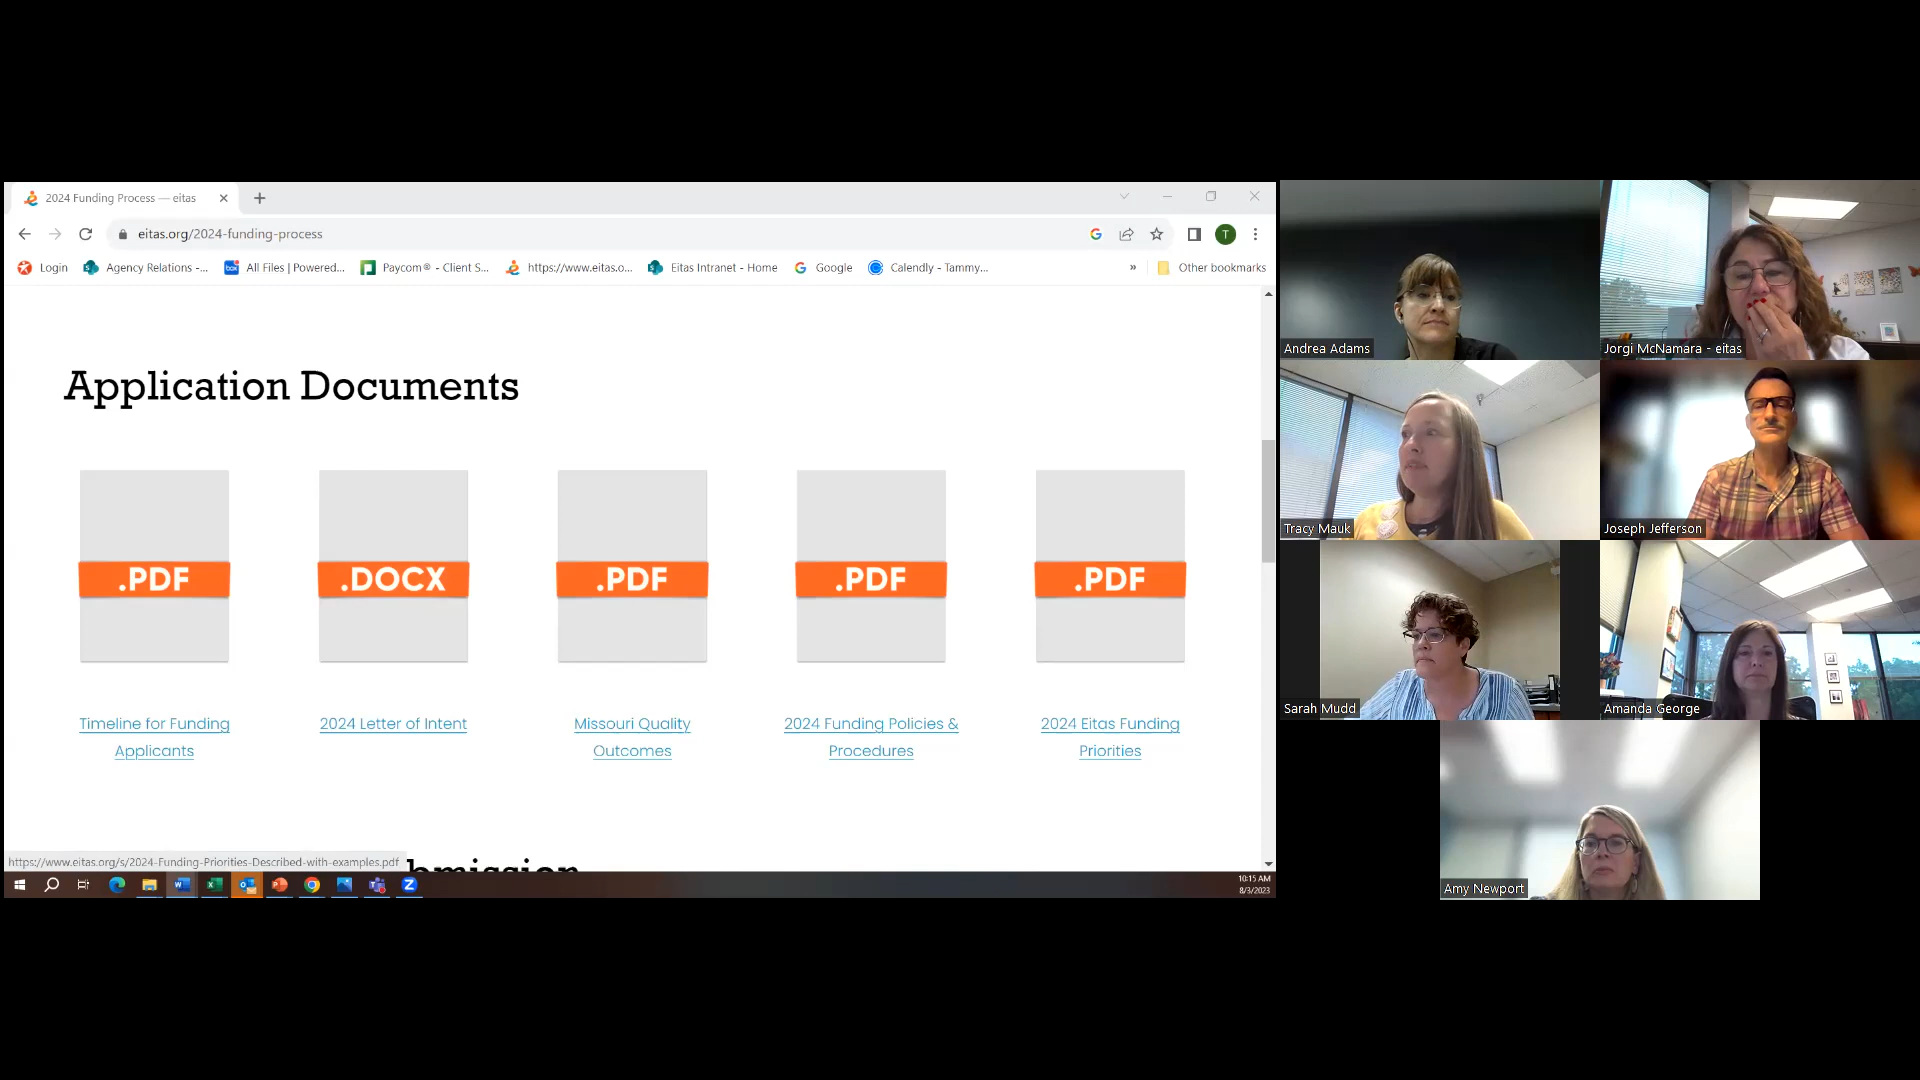 2024 Funding Process — eitas
eitas.org/2024-funding-process
T
Login
Agency Relations -...
box
All Files | Powered...
Paycom® - Client S...
https://www.eitas.o...
Eitas Intranet - Home
Google
Calendly - Tammy...
»
Other bookmarks
Application Documents
.PDF
.DOCX
.PDF
.PDF
.PDF
Timeline for Funding
Applicants
2024 Letter of Intent
Missouri Quality
Outcomes
2024 Funding Policies &
Procedures
2024 Eitas Funding
Priorities
https://www.eitas.org/s/2024-Funding-Priorities-Described-with-examples.pdf
10:15 AM
8/3/2023
Andrea Adams
Jorgi McNamara - eitas
Tracy Mauk
Joseph Jefferson
Sarah Mudd
Amanda George
Amy Newport